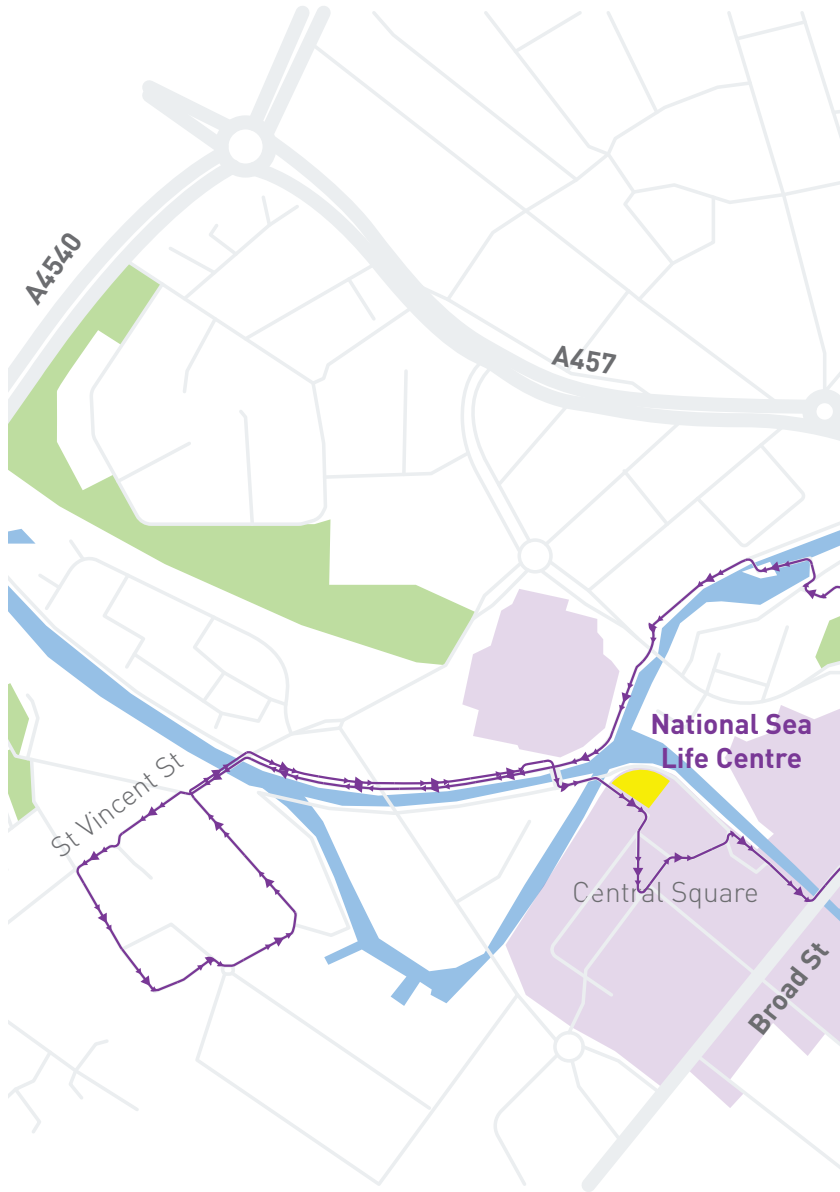 A4540
A457
National Sea
Life Centre
St Vincent St
Central Square
Broad St